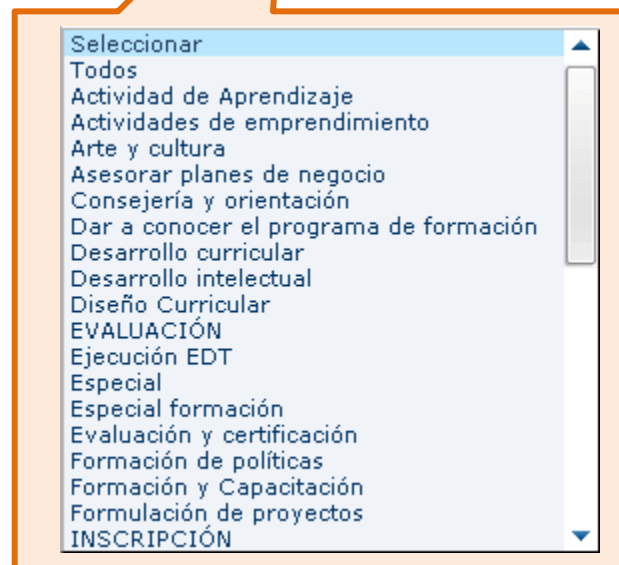 Seleccionar
Todos
Actividad de Aprendizaje
Actividades de emprendimiento
Arte y cultura
Asesorar planes de negocio
Consejería y orientación
Dar a conocer el programa de formación
Desarrollo curricular
Desarrollo intelectual
Diseño Curricular
EVALUACIÓN
Ejecución EDT
Especial
Especial formación
Evaluación y certificación
Formación de políticas
Formación y Capacitación
Formulación de proyectos
INSCRIPCIÓN